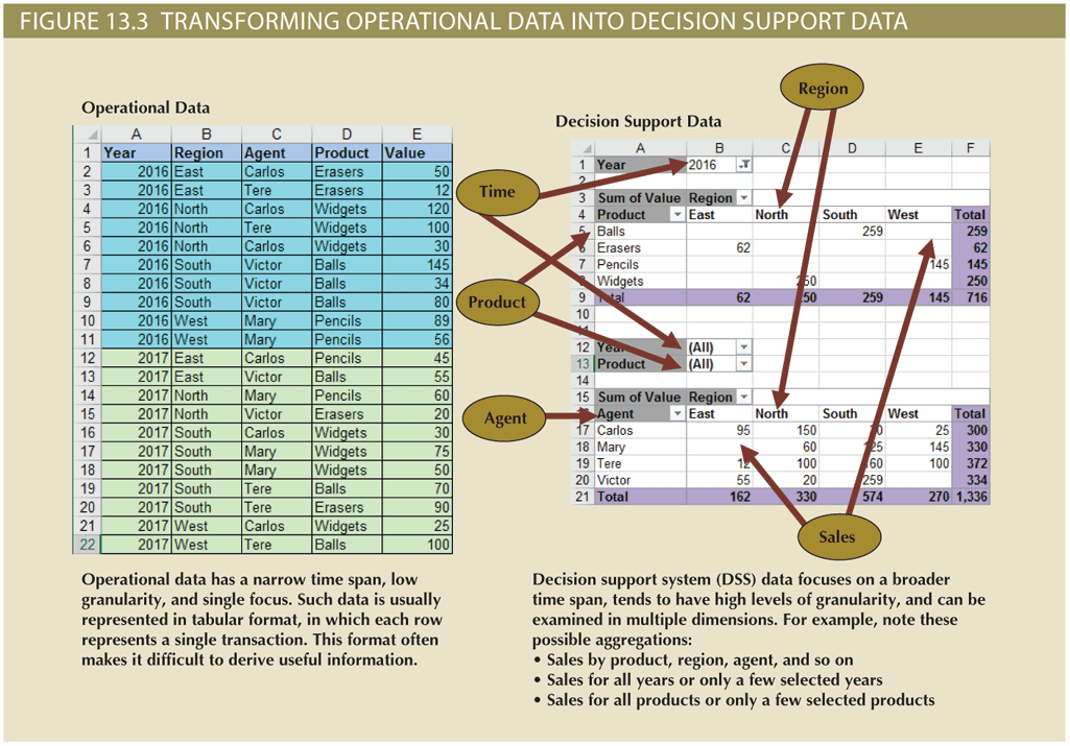 FIGURE 13.3 TRANSFORMING OPERATIONAL DATA INTO DECISION SUPPORT DATA
Operational Data
A B C D E
1 Year Region Agent Product Value
2 2016 East Carlos Erasers 50
3 2016 East Tere Erasers 12
4 2016 North Carlos Widgets 120
5 2016 North Tere Widgets 100
6 2016 North Carlos Widgets 30
7 2016 South Victor Balls 145
8 2016 South Victor Balls 34
9 2016 South Victor Balls 80
10 2016 West Mary Pencils 89
11 2016 West Mary Pencils 56
12 2017 East Carlos Pencils 45
13 2017 East Victor Balls 55
14 2017 North Mary Pencils 60
15 2017 North Victor Erasers 20
16 2017 South Carlos Widgets 30
17 2017 South Mary Widgets 75
18 2017 South Mary Widgets 50
19 2017 South Tere Balls 70
20 2017 South Tere Erasers 90
21 2017 West Carlos Widgets 25
22 2017 West Tere Balls 100
Operational data has a narrow time span, low
granularity, and single focus. Such data is usually
represented in tabular format, in which each row
represents a single transaction. This format often
makes it difficult to derive useful information.
Time
Product
Agent
Region
Sales
Decision Support Data
A B C D E F
1 Year 2016
2
3 Sum of Value Region
4 Product East North South West Total
5 Balls 259 259
Erasers 62 62
7 Pencils 145 145
Widgets 250
9 Total 62 250 259 145 716
10
12 Year (All)
13 Product (All)
14
15 Sum of Value Region
Agent East North South West Total
17 Carlos 95 150 25 300
18 Mary 60 145 330
19 Tere 12 100 160 100 372
20 Victor 55 20 259 334
21 Total 162 330 574 270 1,336
Decision support system (DSS) data focuses on a broader
time span, tends to have high levels of granularity, and can be
examined in multiple dimensions. For example, note these
possible aggregations:
• Sales by product, region, agent, and so on
• Sales for all years or only a few selected years
• Sales for all products or only a few selected products